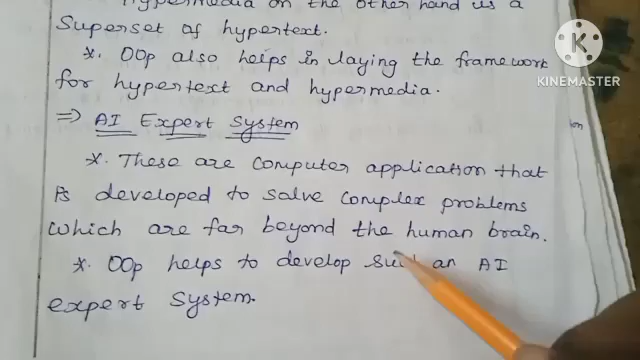 Hypermedia on the other hand is a
Superset of hypertext.
*. OOp also helps in laying the framework
for hypertext and hypermedia.
⇒ AI Expert System
*. These are computer application that
is developed to solve complex problems
which are far beyond the human brain.
*. OOp helps to develop such an AI
expert system.
KINEMASTER